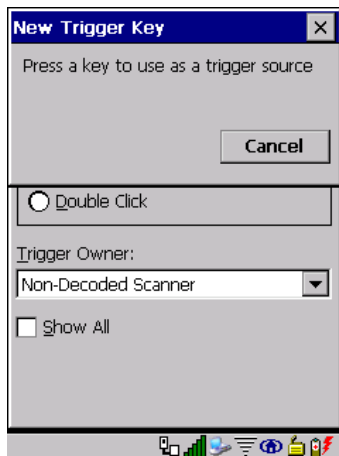 New Trigger Key
Press a key to use as a trigger source
Cancel
Double Click
Trigger Owner:
Non-Decoded Scanner
Show All